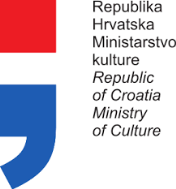 Republika
Hrvatska
Ministarstvo
kulture
Republic
of Croatia
Ministry
of Culture